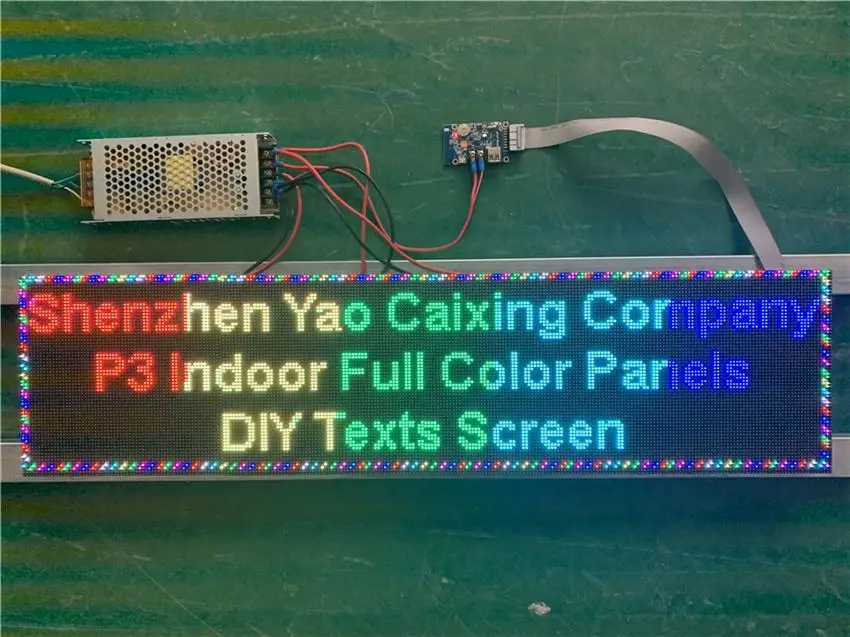 Shenzhen Yao Caixing Company
P3 Indoor Full Color Panels
DIY Texts Screen